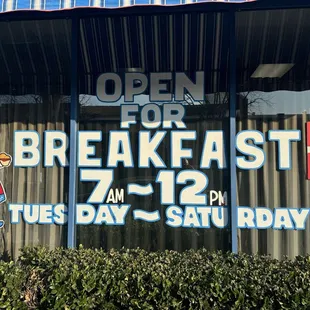 OPEN
FOR
BREAKFAST
7AM~12PM
TUESDAY~SATURDAY